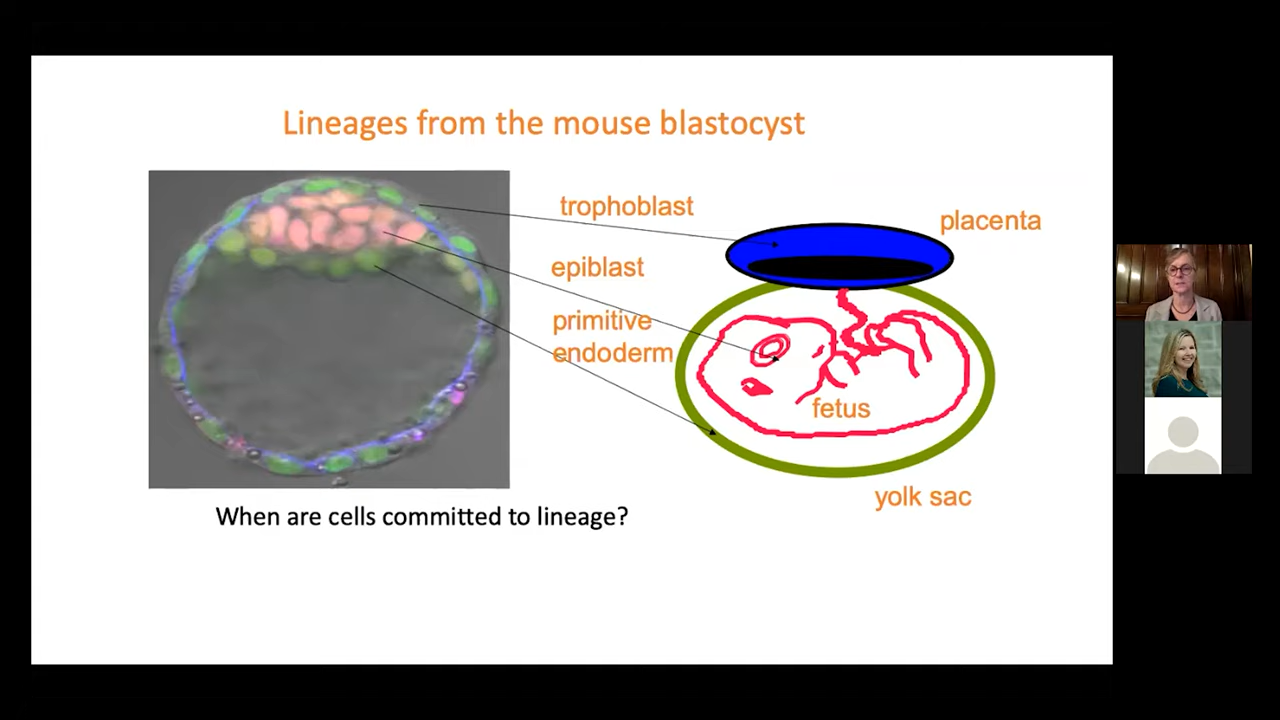 Lineages from the mouse blastocyst
trophoblast
placenta
epiblast
primitive
endoderm
fetus
yolk sac
When are cells committed to lineage?